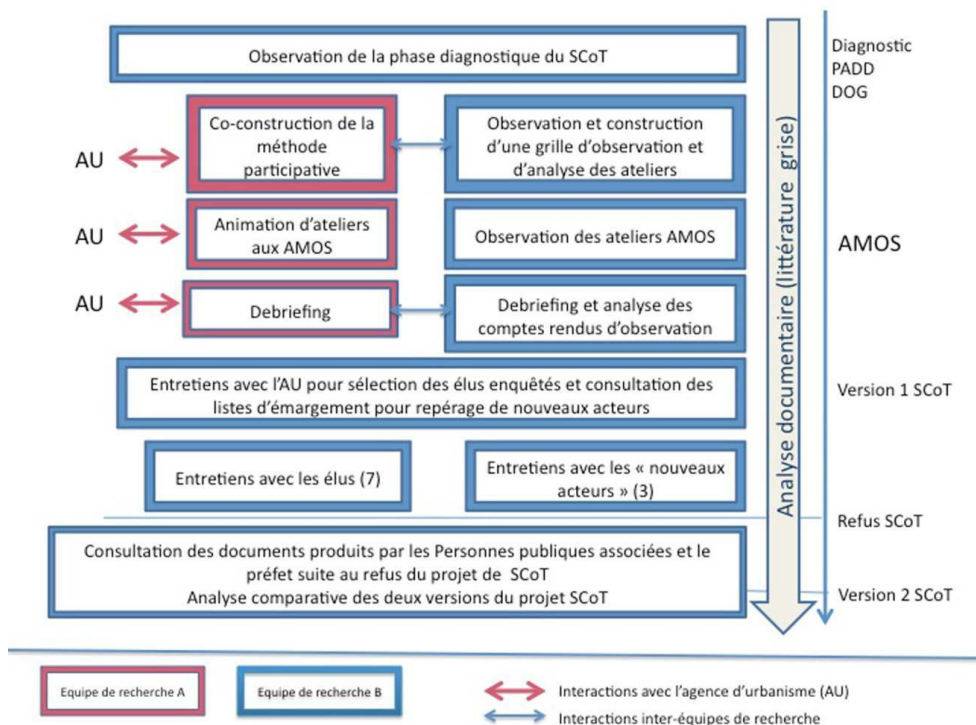 Observation de la phase diagnostique du SCoT
Diagnostic
PADD
DOG
AU
Co-construction de la
méthode
participative
Observation et construction
d'une grille d'observation et
d'analyse des ateliers
AU
Animation d'ateliers
aux AMOS
Observation des ateliers AMOS
AMOS
AU
Debriefing
Debriefing et analyse des
comptes rendus d'observation
Entretiens avec l'AU pour sélection des élus enquêtés et consultation des
listes d'émargement pour repérage de nouveaux acteurs
Version 1 SCoT
Entretiens avec les élus (7)
Entretiens avec les « nouveaux
acteurs » (3)
Analyse documentaire (littérature grise)
Refus SCoT
Consultation des documents produits par les Personnes publiques associées et le
préfet suite au refus du projet de SCoT
Analyse comparative des deux versions du projet SCoT
Version 2 SCoT
Equipe de recherche A
Equipe de recherche B
Interactions avec l'agence d'urbanisme (AU)
Interactions inter-équipes de recherche